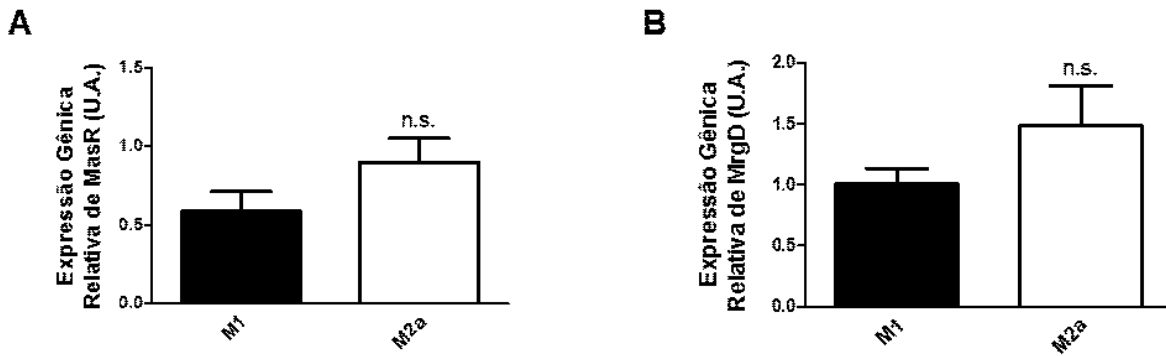 A
Expressão Gênica
Relativa de MasR (U.A.)
1.5
1.0
0.5
0.0
n.s.
M1
M2a
B
Expressão Gênica
Relativa de MrgD (U.A.)
2.0
1.5
1.0
0.5
0.0
n.s.
M1
M2a